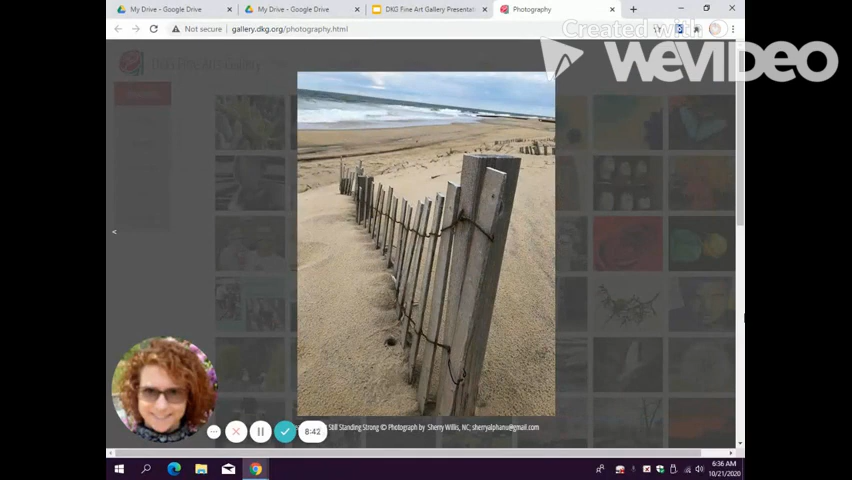 My Drive - Google Drive
My Drive - Google Drive
DKG Fine Art Gallery Presentat
Photography
Created with
WEVIDEO
Not secure
gallery.dkg.org/photography.html
Still Standing Strong © Photograph by Sherry Willis, NC, sherryalphanu@gmail.com
8:42
6:36 AM
10/21/2020